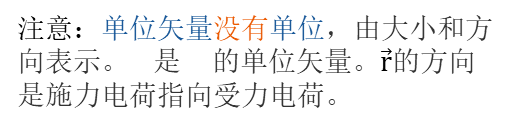 注意：单位矢量没有单位，由大小和方
向表示。 是 的单位矢量。r⃗的方向
是施力电荷指向受力电荷。